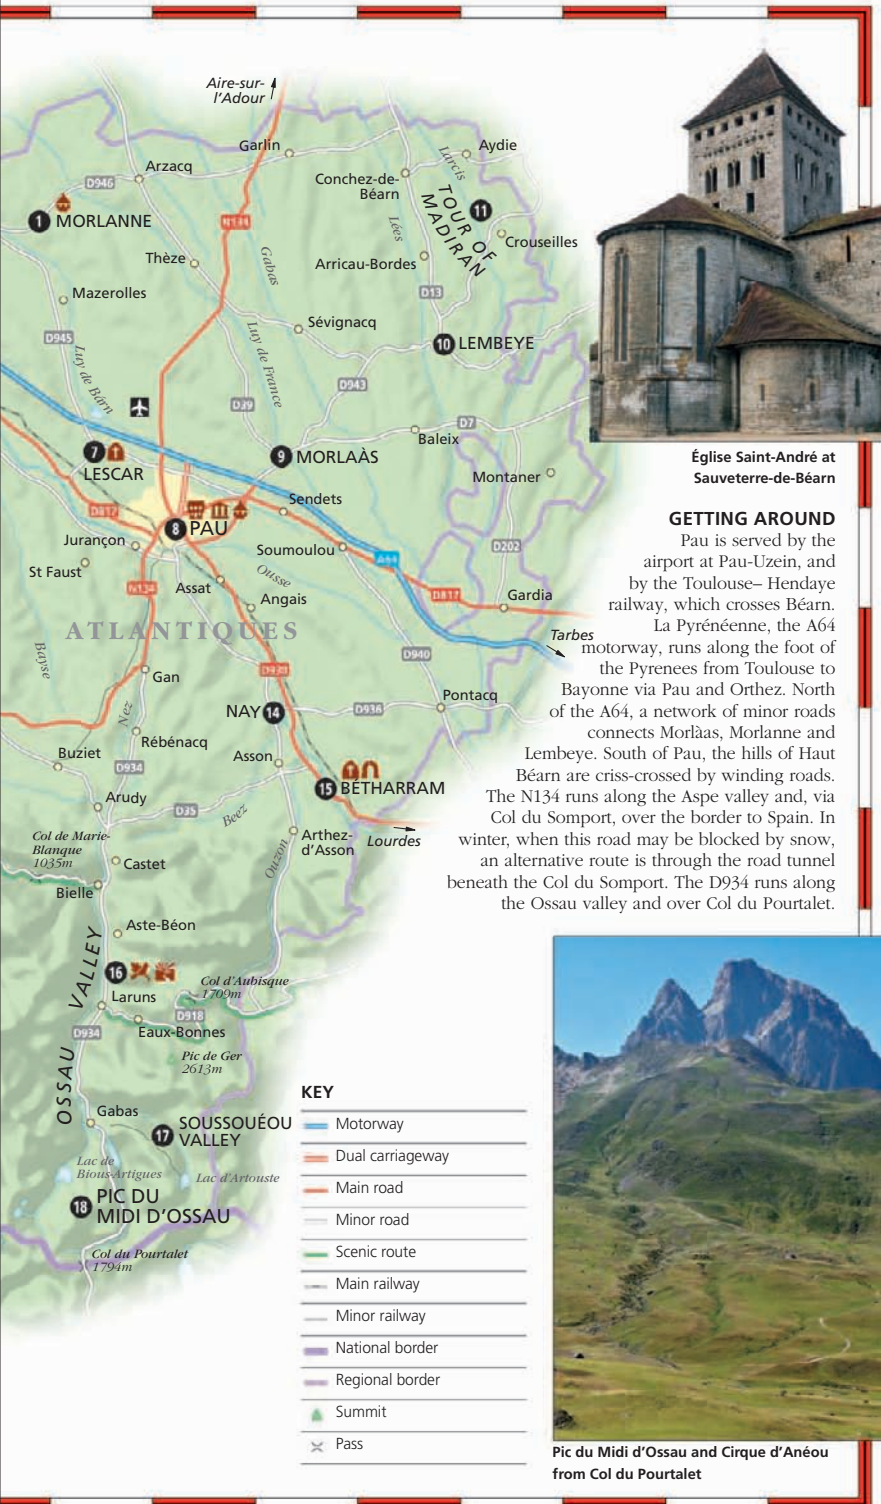 Aire-sur-
l'Adour
Garlin
Aydie
Larcis
Arzacq
D946
Conchez-de-
Béarn
1 MORLANNE
TOUR OF
MADIRAN
11
N134
Lées
Crouseilles
Thèze
Gabas
Arricau-Bordes
Mazerolles
D13
Sévignacq
D945
10 LEMBEYE
Luy de Bárn
Luy de France
D943
D39
D7
Baleix
7
LESCAR
9 MORLAÀS
Montaner
Sendets
D817
8 PAU
Jurançon
Soumoulou
D202
A64
St Faust
Ousse
N134
Assat
Angais
D817
Gardia
ATLANTIQUES
Tarbes
Bayse
D940
D938
Gan
Pontacq
Nez
NAY 14
D936
Rébénacq
Buziet
Asson
D934
15 BÉTHARRAM
Arudy
D35
Beez
Col de Marie-
Blanque
1035m
Arthez-
d'Asson
Lourdes
Ouzon
Castet
Bielle
Aste-Béon
OSSAU VALLEY
16
Col d'Aubisque
1709m
Laruns
D918
D934
Eaux-Bonnes
Pic de Ger
2613m
Gabas
17 SOUSSOUÉOU
VALLEY
Lac de
Bious-Artigues
Lac d'Artouste
18 PIC DU
MIDI D'OSSAU
Col du Pourtalet
1794m
Église Saint-André at
Sauveterre-de-Béarn
GETTING AROUND
Pau is served by the
airport at Pau-Uzein, and
by the Toulouse– Hendaye
railway, which crosses Béarn.
La Pyrénéenne, the A64
motorway, runs along the foot of
the Pyrenees from Toulouse to
Bayonne via Pau and Orthez. North
of the A64, a network of minor roads
connects Morlàas, Morlanne and
Lembeye. South of Pau, the hills of Haut
Béarn are criss-crossed by winding roads.
The N134 runs along the Aspe valley and, via
Col du Somport, over the border to Spain. In
winter, when this road may be blocked by snow,
an alternative route is through the road tunnel
beneath the Col du Somport. The D934 runs along
the Ossau valley and over Col du Pourtalet.
KEY
Motorway
Dual carriageway
Main road
Minor road
Scenic route
Main railway
Minor railway
National border
Regional border
Summit
Pass
Pic du Midi d'Ossau and Cirque d'Anéou
from Col du Pourtalet